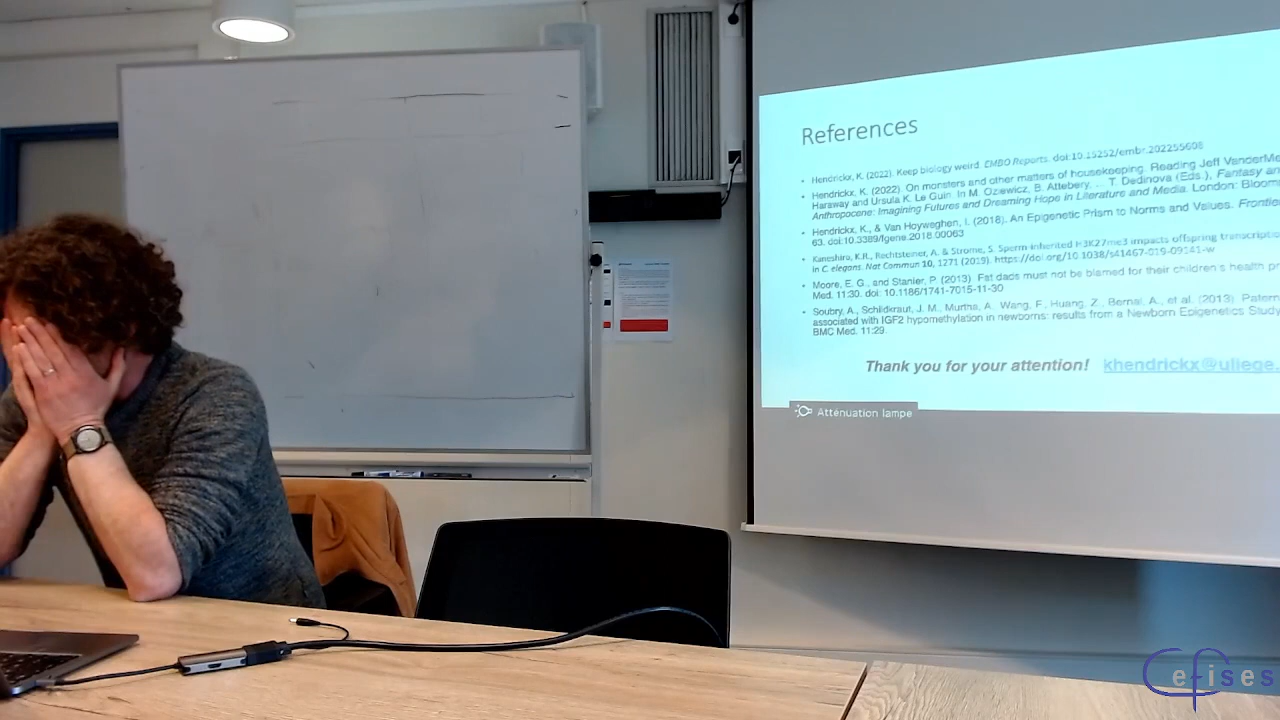 References
Hendrickx, K. (2022). Keep biology weird. EMBO Reports. doi:10.15252/embr.202255608
Hendrickx, K. (2022). On monsters and other matters of housekeeping. Reading Jeff VanderMe
Haraway and Ursula K. Le Guin. In M. Oziewicz, B. Attebery, ... T. Dedinova (Eds.), Fantasy an
Anthropocene: Imagining Futures and Dreaming Hope in Literature and Media. London: Bloom
Hendrickx, K., & Van Hoyweghen, I. (2018). An Epigenetic Prism to Norms and Values. Frontie
63. doi:10.3389/fgene.2018.00063
Kaneshiro, K.R., Rechtsteiner, A. & Strome, S. Sperm-inherited H3K27me3 impacts offspring transcriptio
in C. elegans. Nat Commun 10, 1271 (2019). https://doi.org/10.1038/s41467-019-09141-w
Moore, E. G., and Stanier, P. (2013). Fat dads must not be blamed for their children's health pr
Med. 11:30. doi: 10.1186/1741-7015-11-30
Soubry, A., Schildkraut, J. M., Murtha, A., Wang, F., Huang, Z., Bernal, A., et al. (2013). Patern
associated with IGF2 hypomethylation in newborns: results from a Newborn Epigenetics Study
BMC Med. 11:29.
Thank you for your attention! khendrickx@uliege.
Atténuation lampe
Cefises